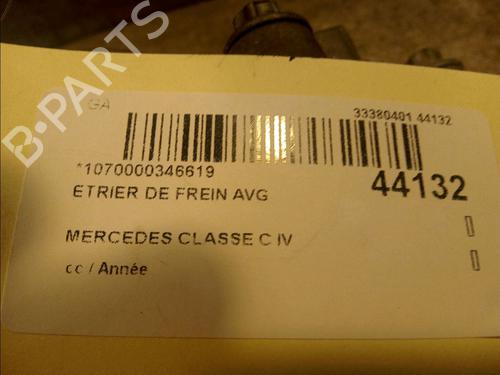 B-PARTS
GA
33380401 44132
*1070000346619
44132
ETRIER DE FREIN AVG
MERCEDES CLASSE C IV
cc / Année